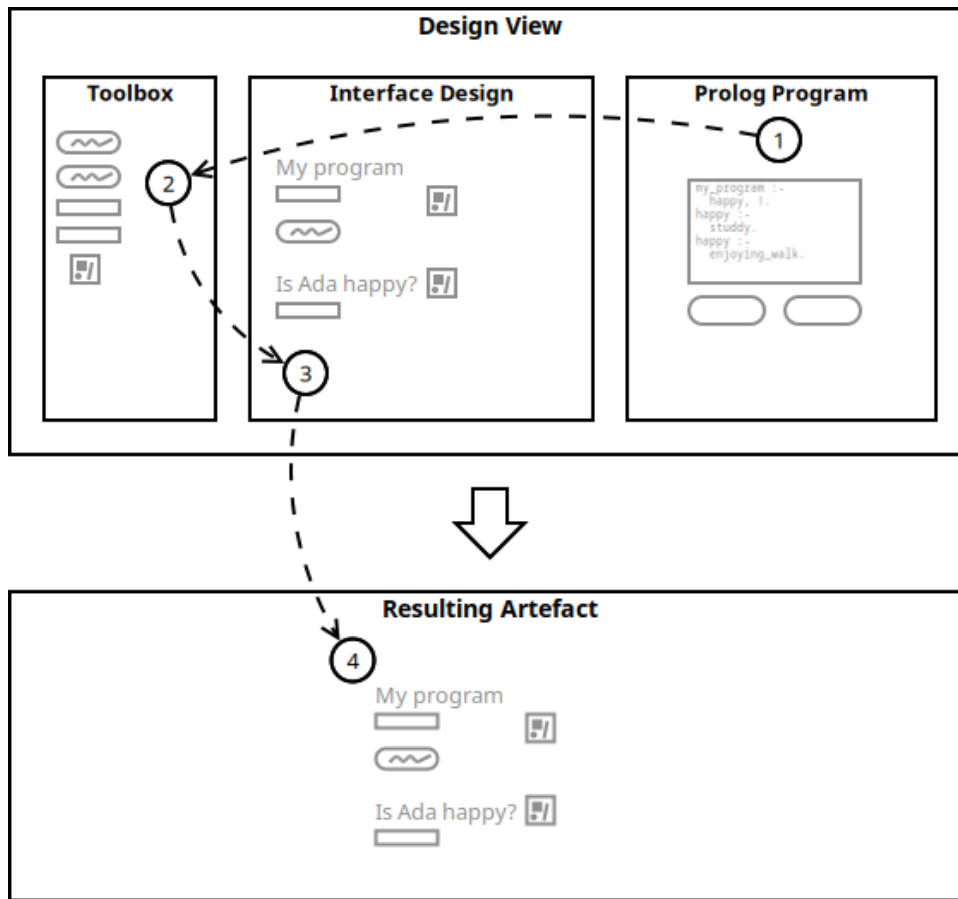 Design View
Toolbox
Interface Design
Prolog Program
1
2
My program
Is Ada happy?
3
my_program :-
happy, !.
happy :-
studdy.
happy :-
enjoying_walk.
Resulting Artefact
4
My program
Is Ada happy?